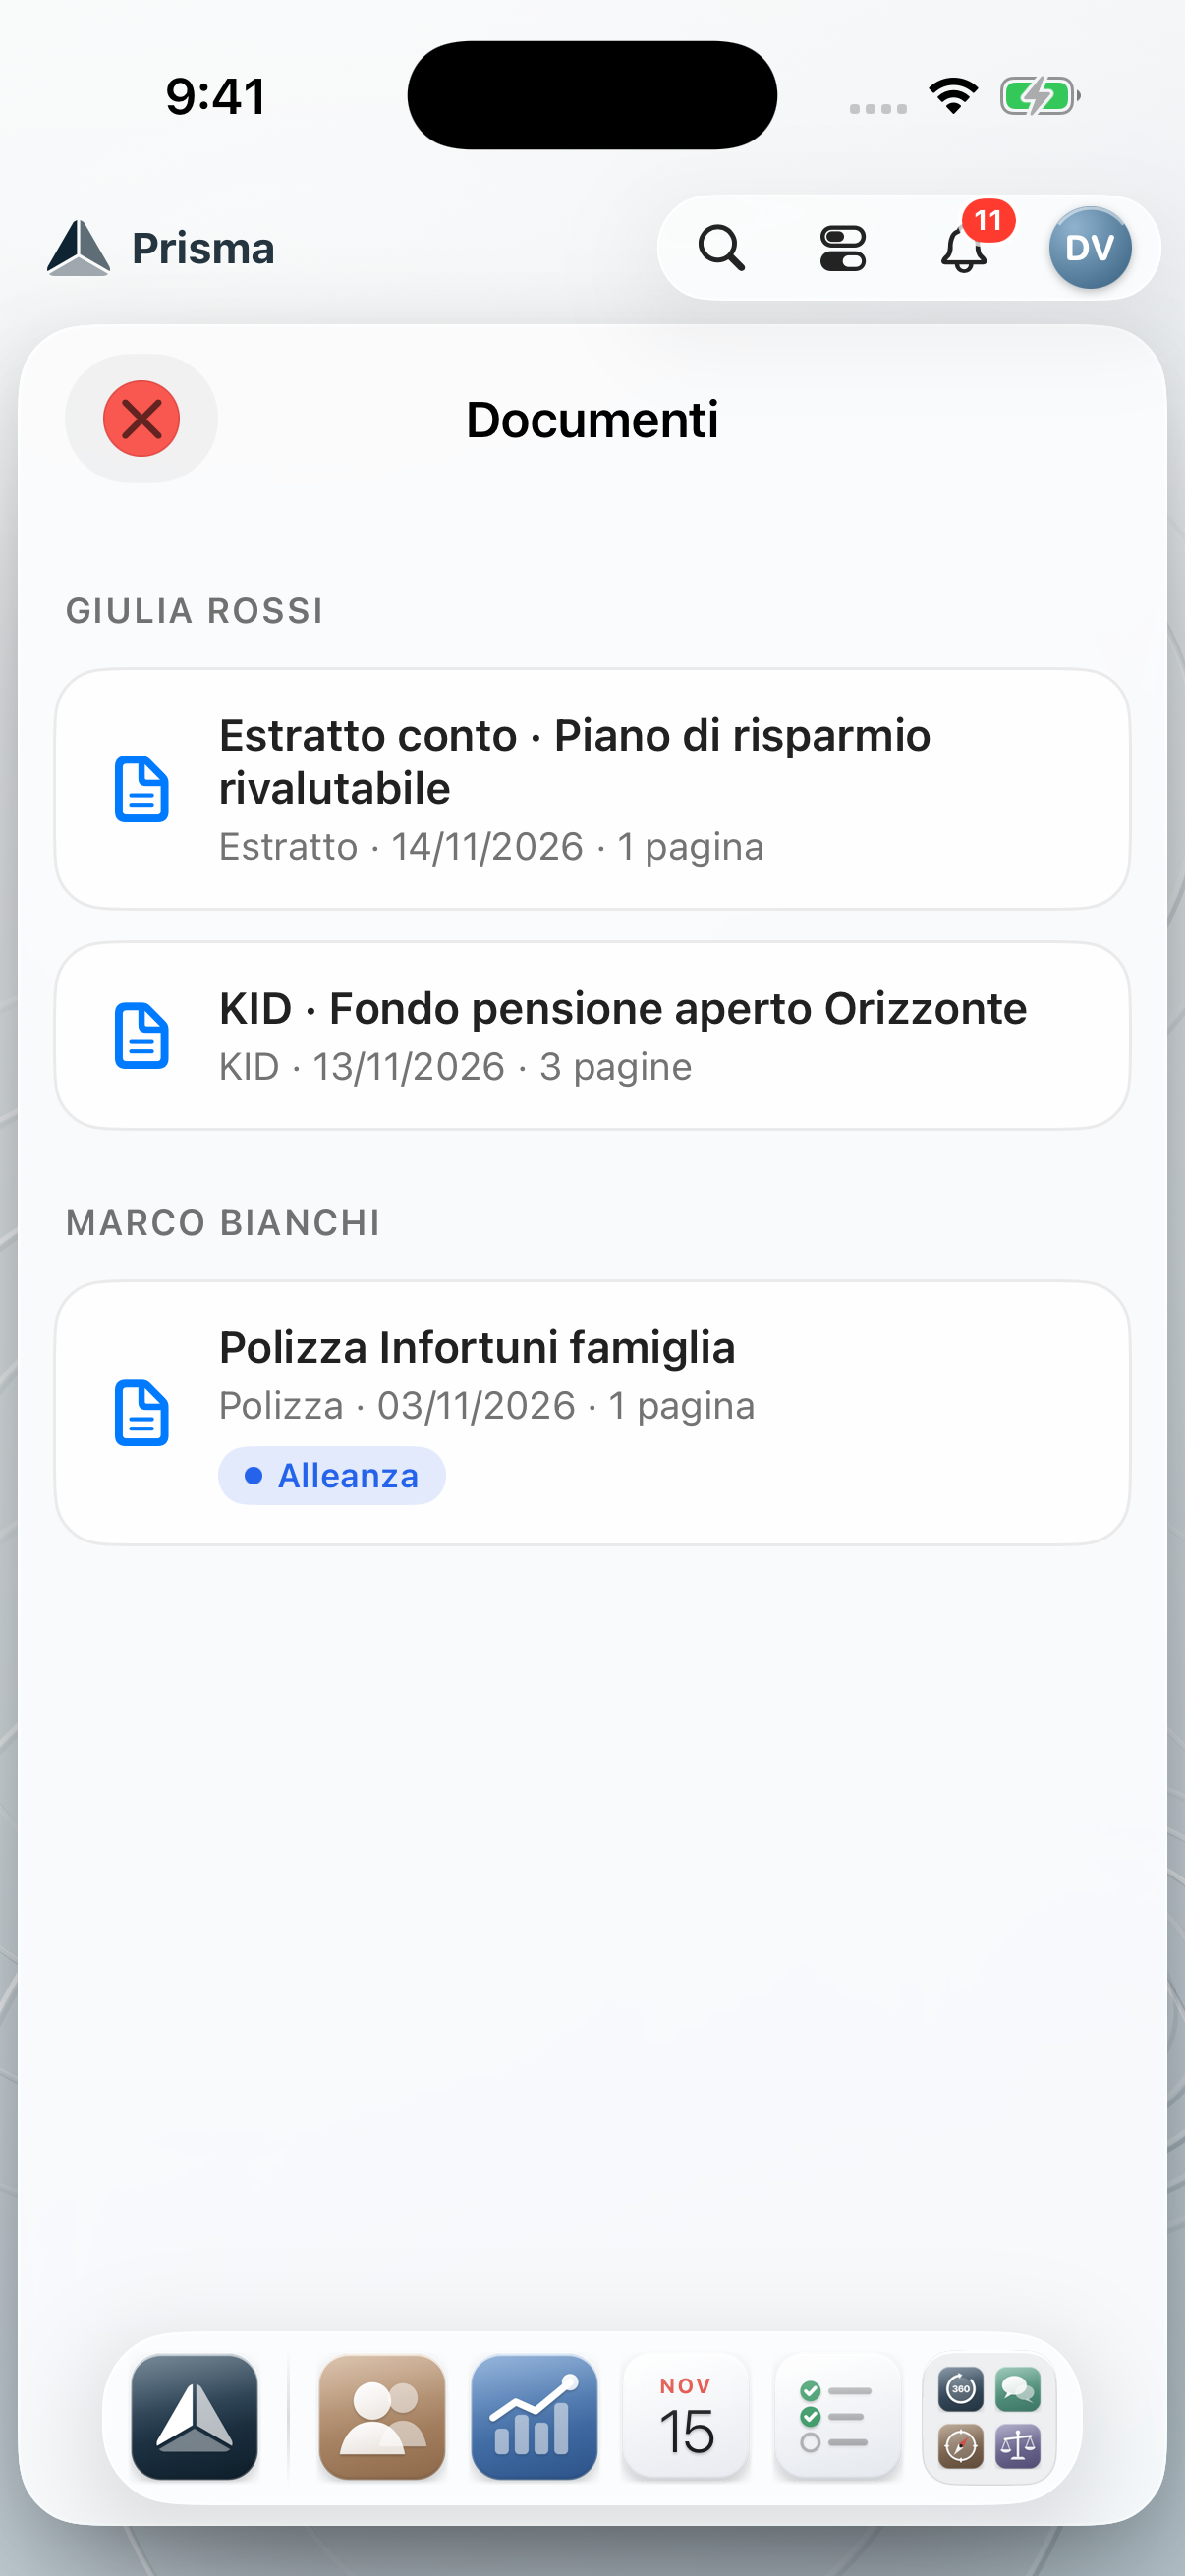 9:41
Prisma
11
DV
Documenti
GIULIA ROSSI
Estratto conto · Piano di risparmio
rivalutabile
Estratto · 14/11/2026 · 1 pagina
KID · Fondo pensione aperto Orizzonte
KID · 13/11/2026 · 3 pagine
MARCO BIANCHI
Polizza Infortuni famiglia
Polizza · 03/11/2026 · 1 pagina
Alleanza
NOV
15
360